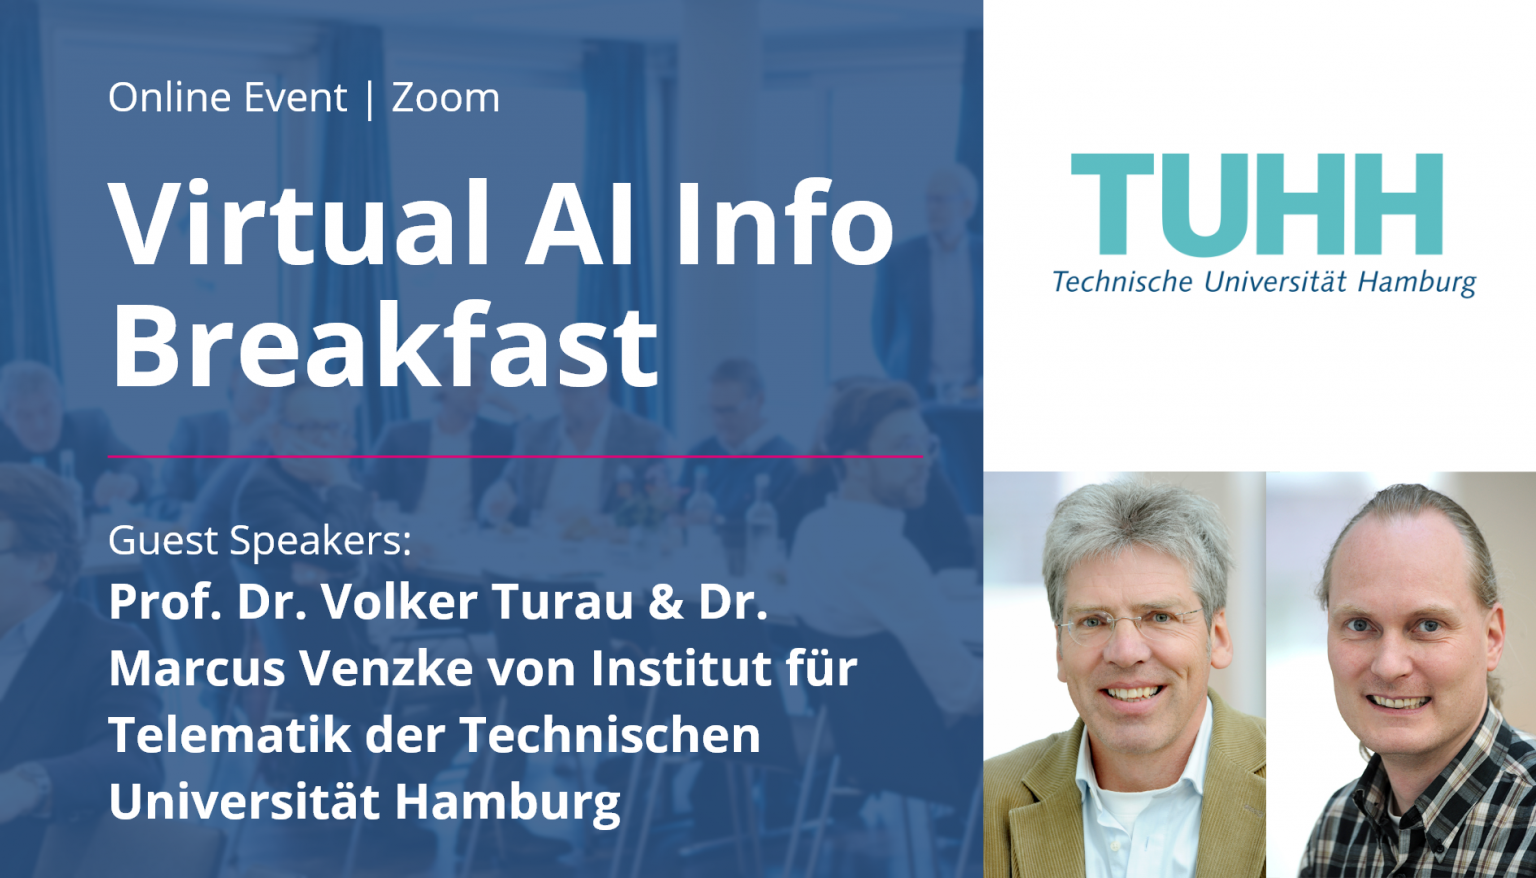 Online Event | Zoom
Virtual AI Info
Breakfast
Guest Speakers:
Prof. Dr. Volker Turau & Dr.
Marcus Venzke von Institut für
Telematik der Technischen
Universität Hamburg
TUHH
Technische Universität Hamburg